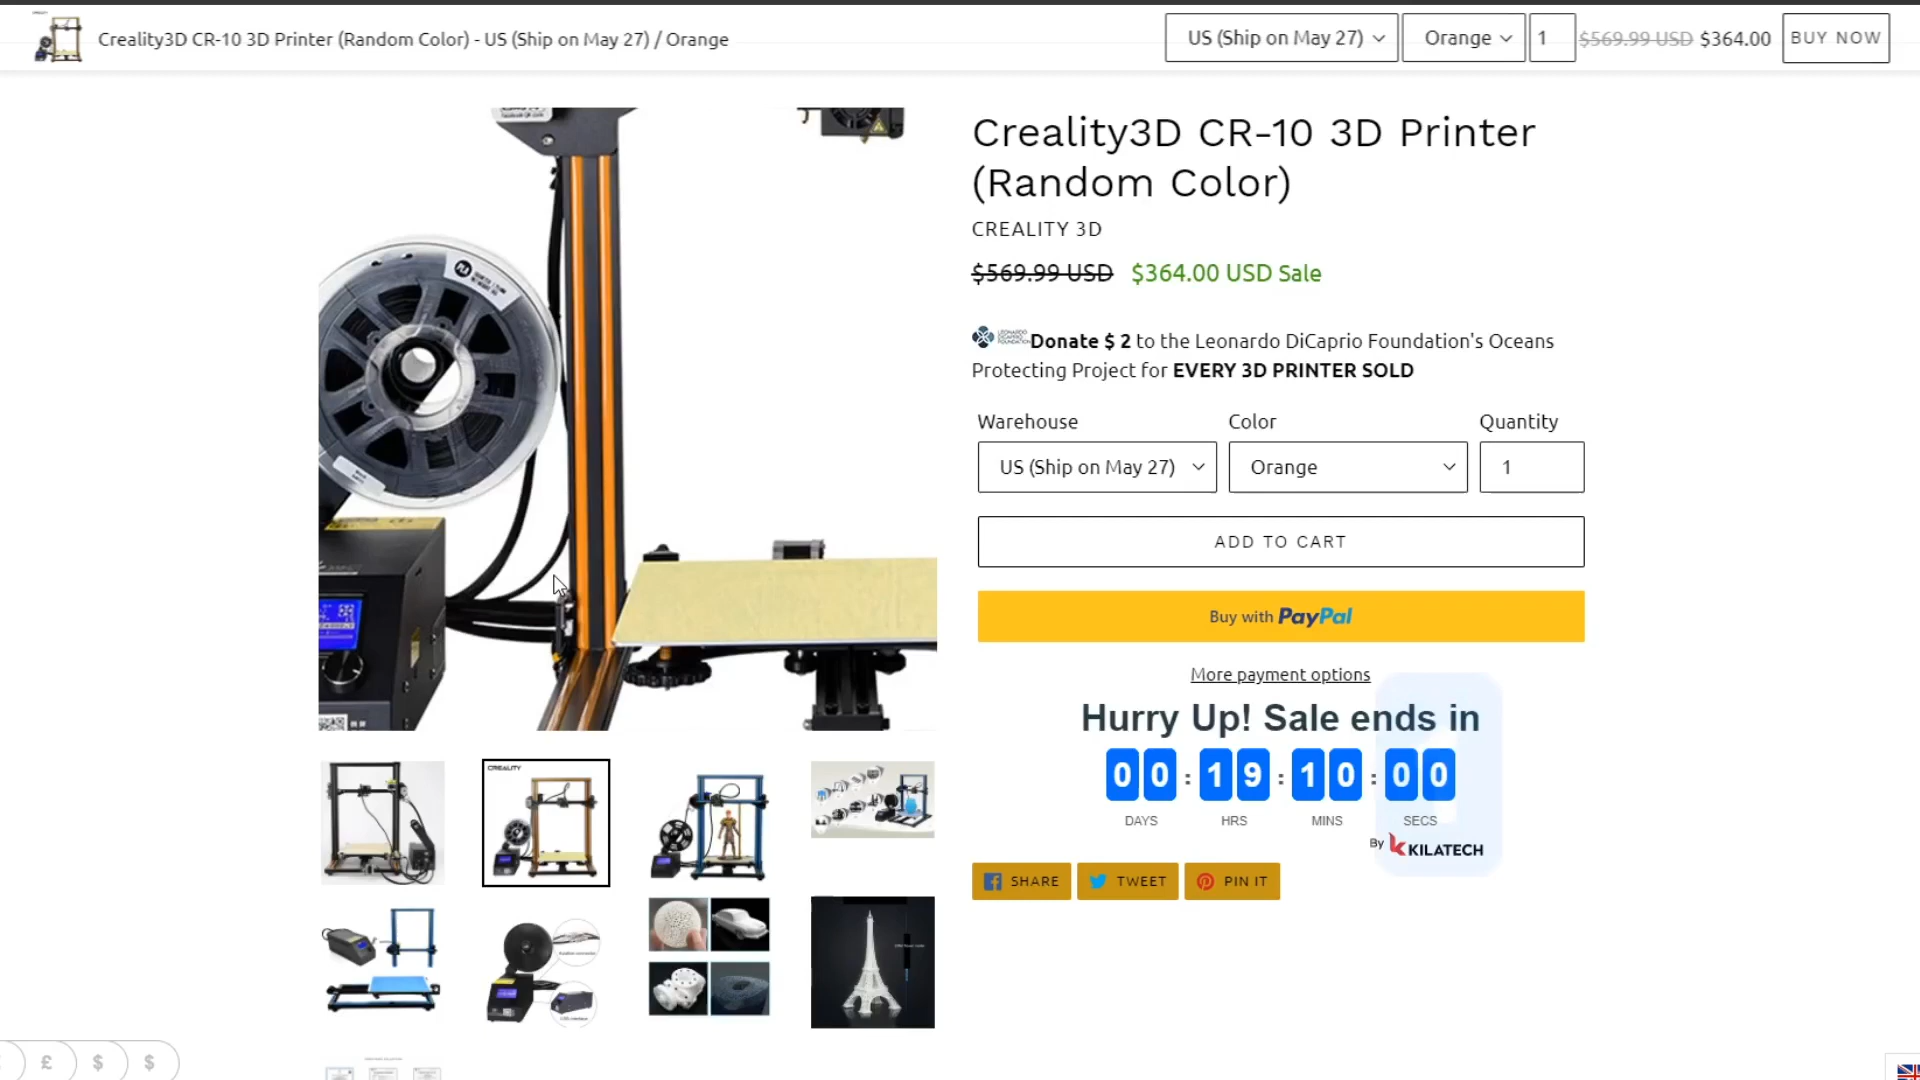 Creality3D CR-10 3D Printer (Random Color) - US (Ship on May 27) / Orange
US (Ship on May 27)
Orange
1
$569.99 USD $364.00
BUY NOW
Creality3D CR-10 3D Printer
(Random Color)
CREALITY 3D
$569.99 USD $364.00 USD Sale
LEONARDO
DICAPRIO
FOUNDATION
Donate $ 2 to the Leonardo DiCaprio Foundation's Oceans
Protecting Project for EVERY 3D PRINTER SOLD
Warehouse
Color
Quantity
US (Ship on May 27)
Orange
1
ADD TO CART
Buy with PayPal
More payment options
Hurry Up! Sale ends in
00 : 19 : 10 : 00
DAYS HRS MINS SECS
By KILATECH
SHARE
TWEET
PIN IT
PLA
CREALITY
£ $ $